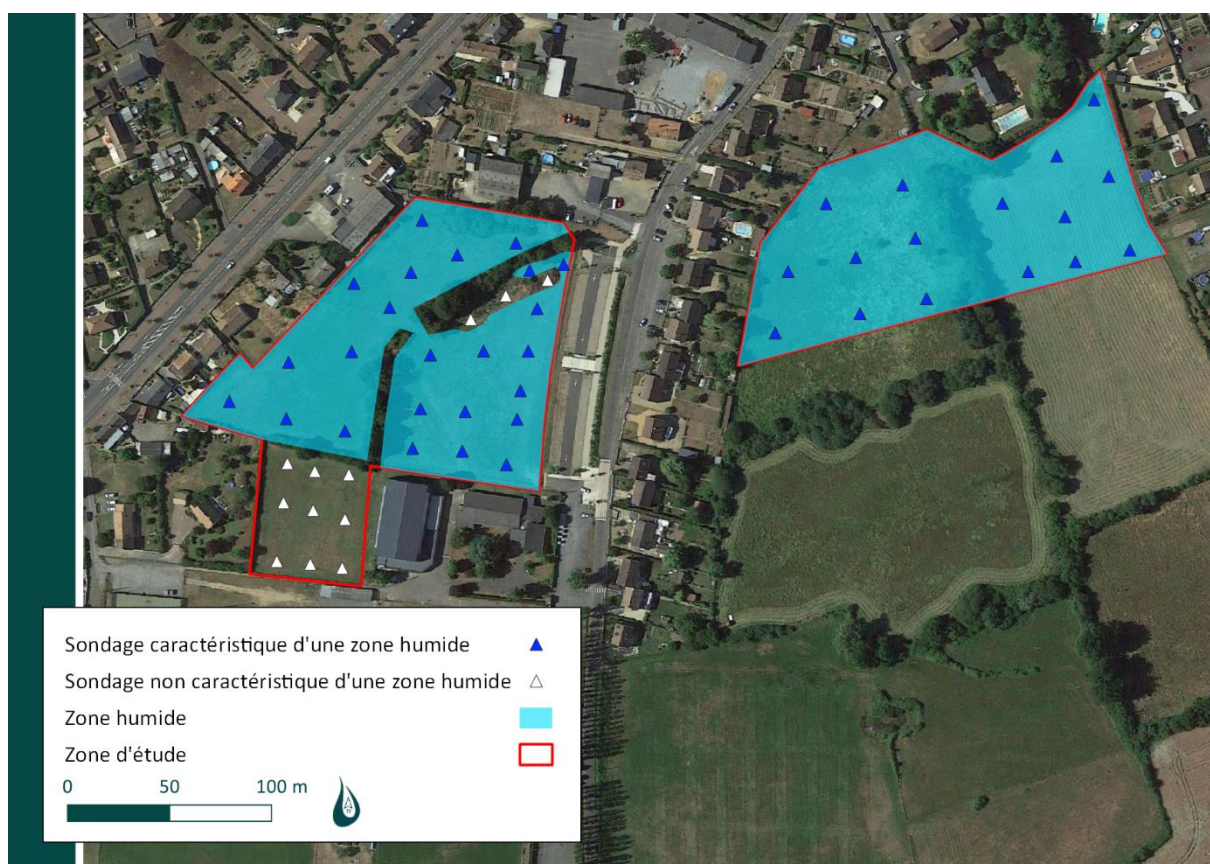 Sondage caractéristique d'une zone humide
Sondage non caractéristique d'une zone humide
Zone humide
Zone d'étude
0 50 100 m